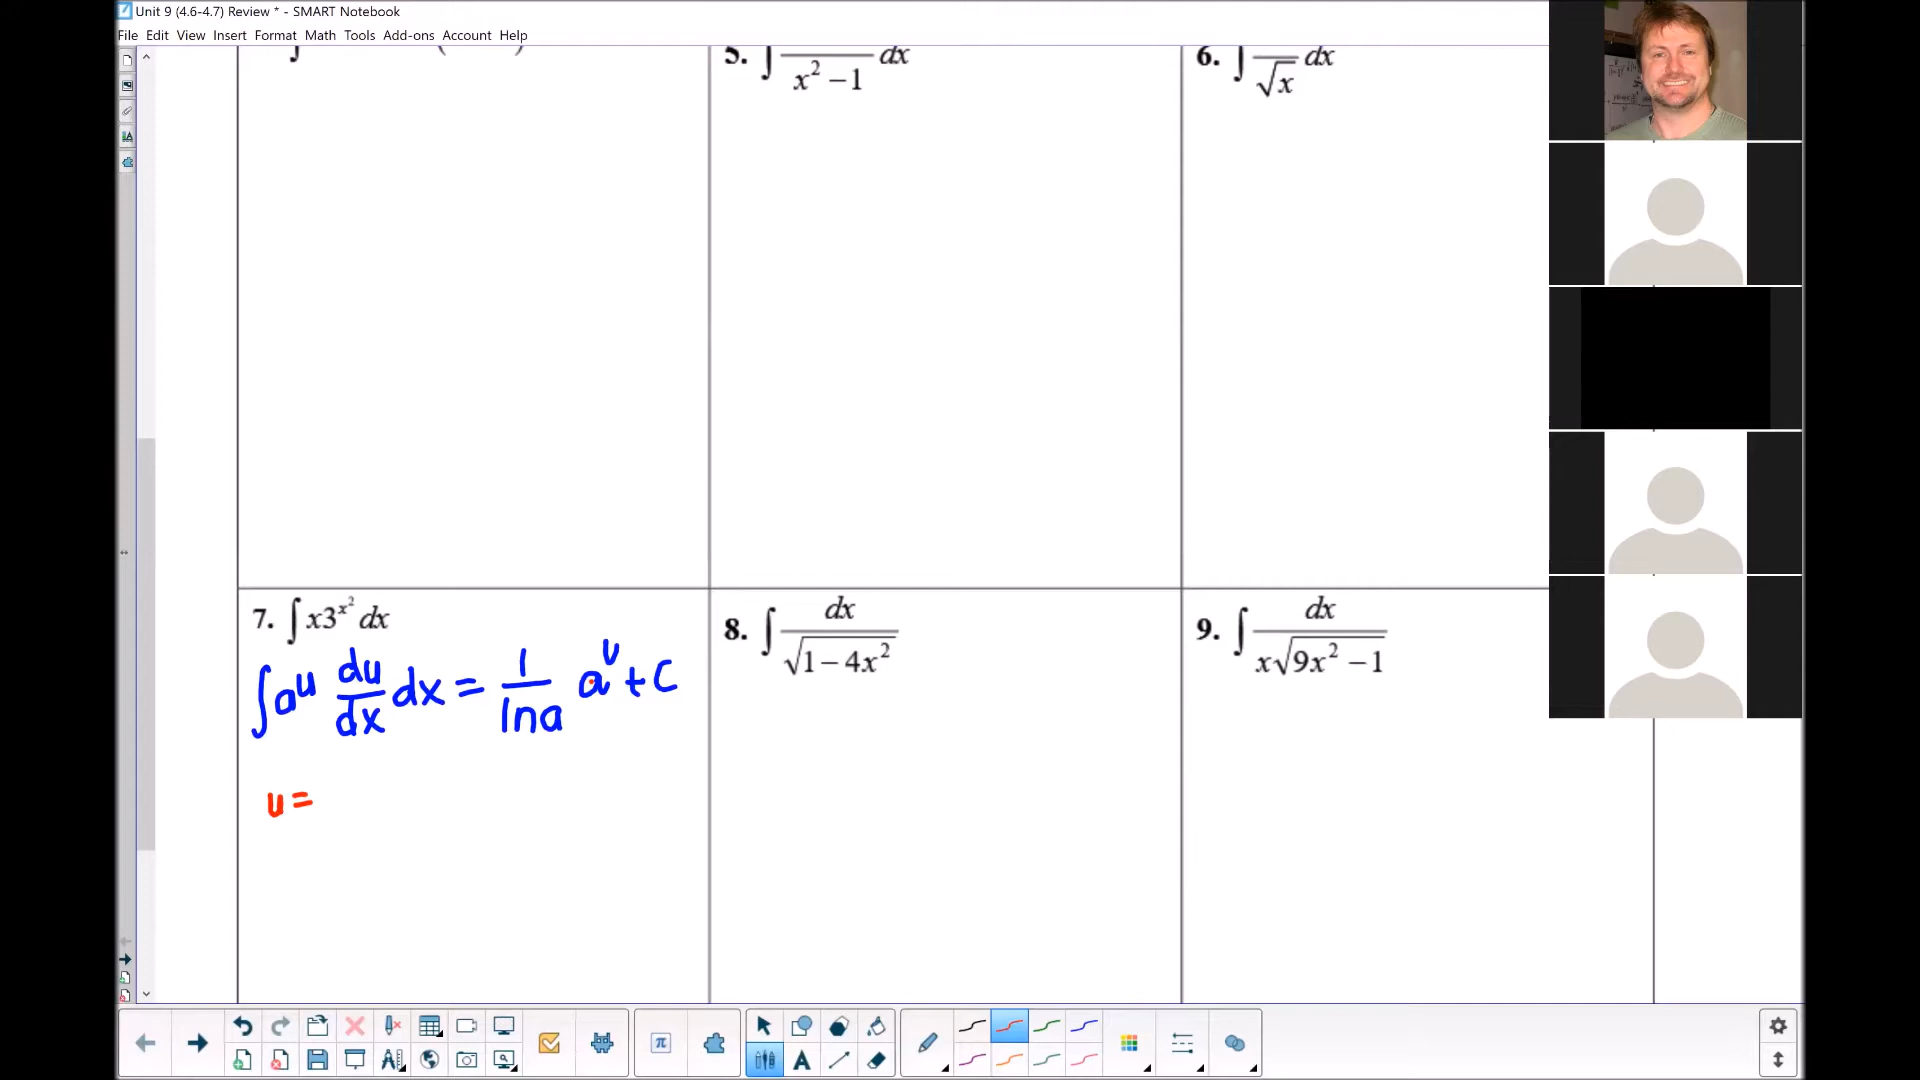 Unit 9 (4.6-4.7) Review * - SMART Notebook
File Edit View Insert Format Math Tools Add-ons Account Help
5. ∫ / x² − 1 dx
6. ∫ / √x dx
7. ∫ x3^{x²} dx
∫ a^u du/dx dx = 1/ln a a^u + C
u =
8. ∫ dx / √(1 − 4x²)
9. ∫ dx / x√(9x² − 1)